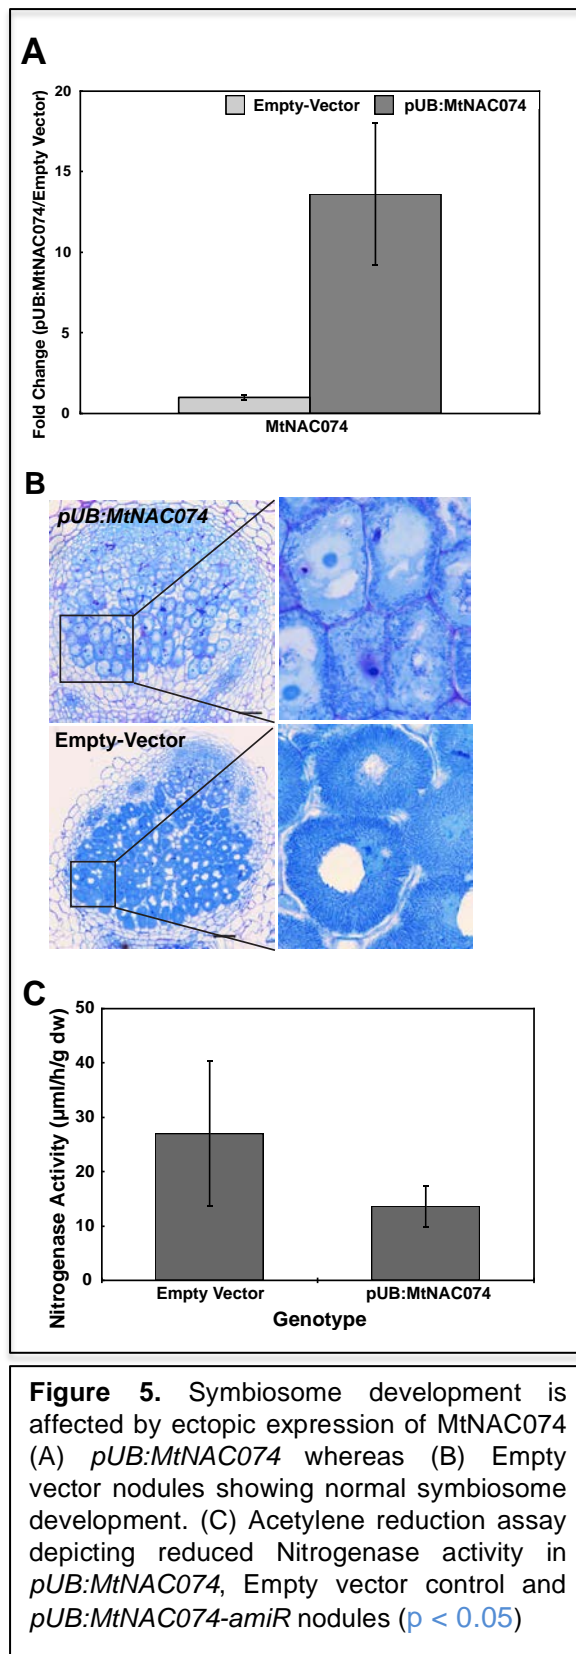 A
Fold Change (pUB:MtNAC074/Empty Vector)
20
15
10
5
0
Empty-Vector
pUB:MtNAC074
MtNAC074
B
pUB:MtNAC074
Empty-Vector
C
Nitrogenase Activity (µml/h/g dw)
50
40
30
20
10
0
Empty Vector
pUB:MtNAC074
Genotype
Figure 5. Symbiosome development is
affected by ectopic expression of MtNAC074
(A) pUB:MtNAC074 whereas (B) Empty
vector nodules showing normal symbiosome
development. (C) Acetylene reduction assay
depicting reduced Nitrogenase activity in
pUB:MtNAC074, Empty vector control and
pUB:MtNAC074-amiR nodules (p < 0.05)